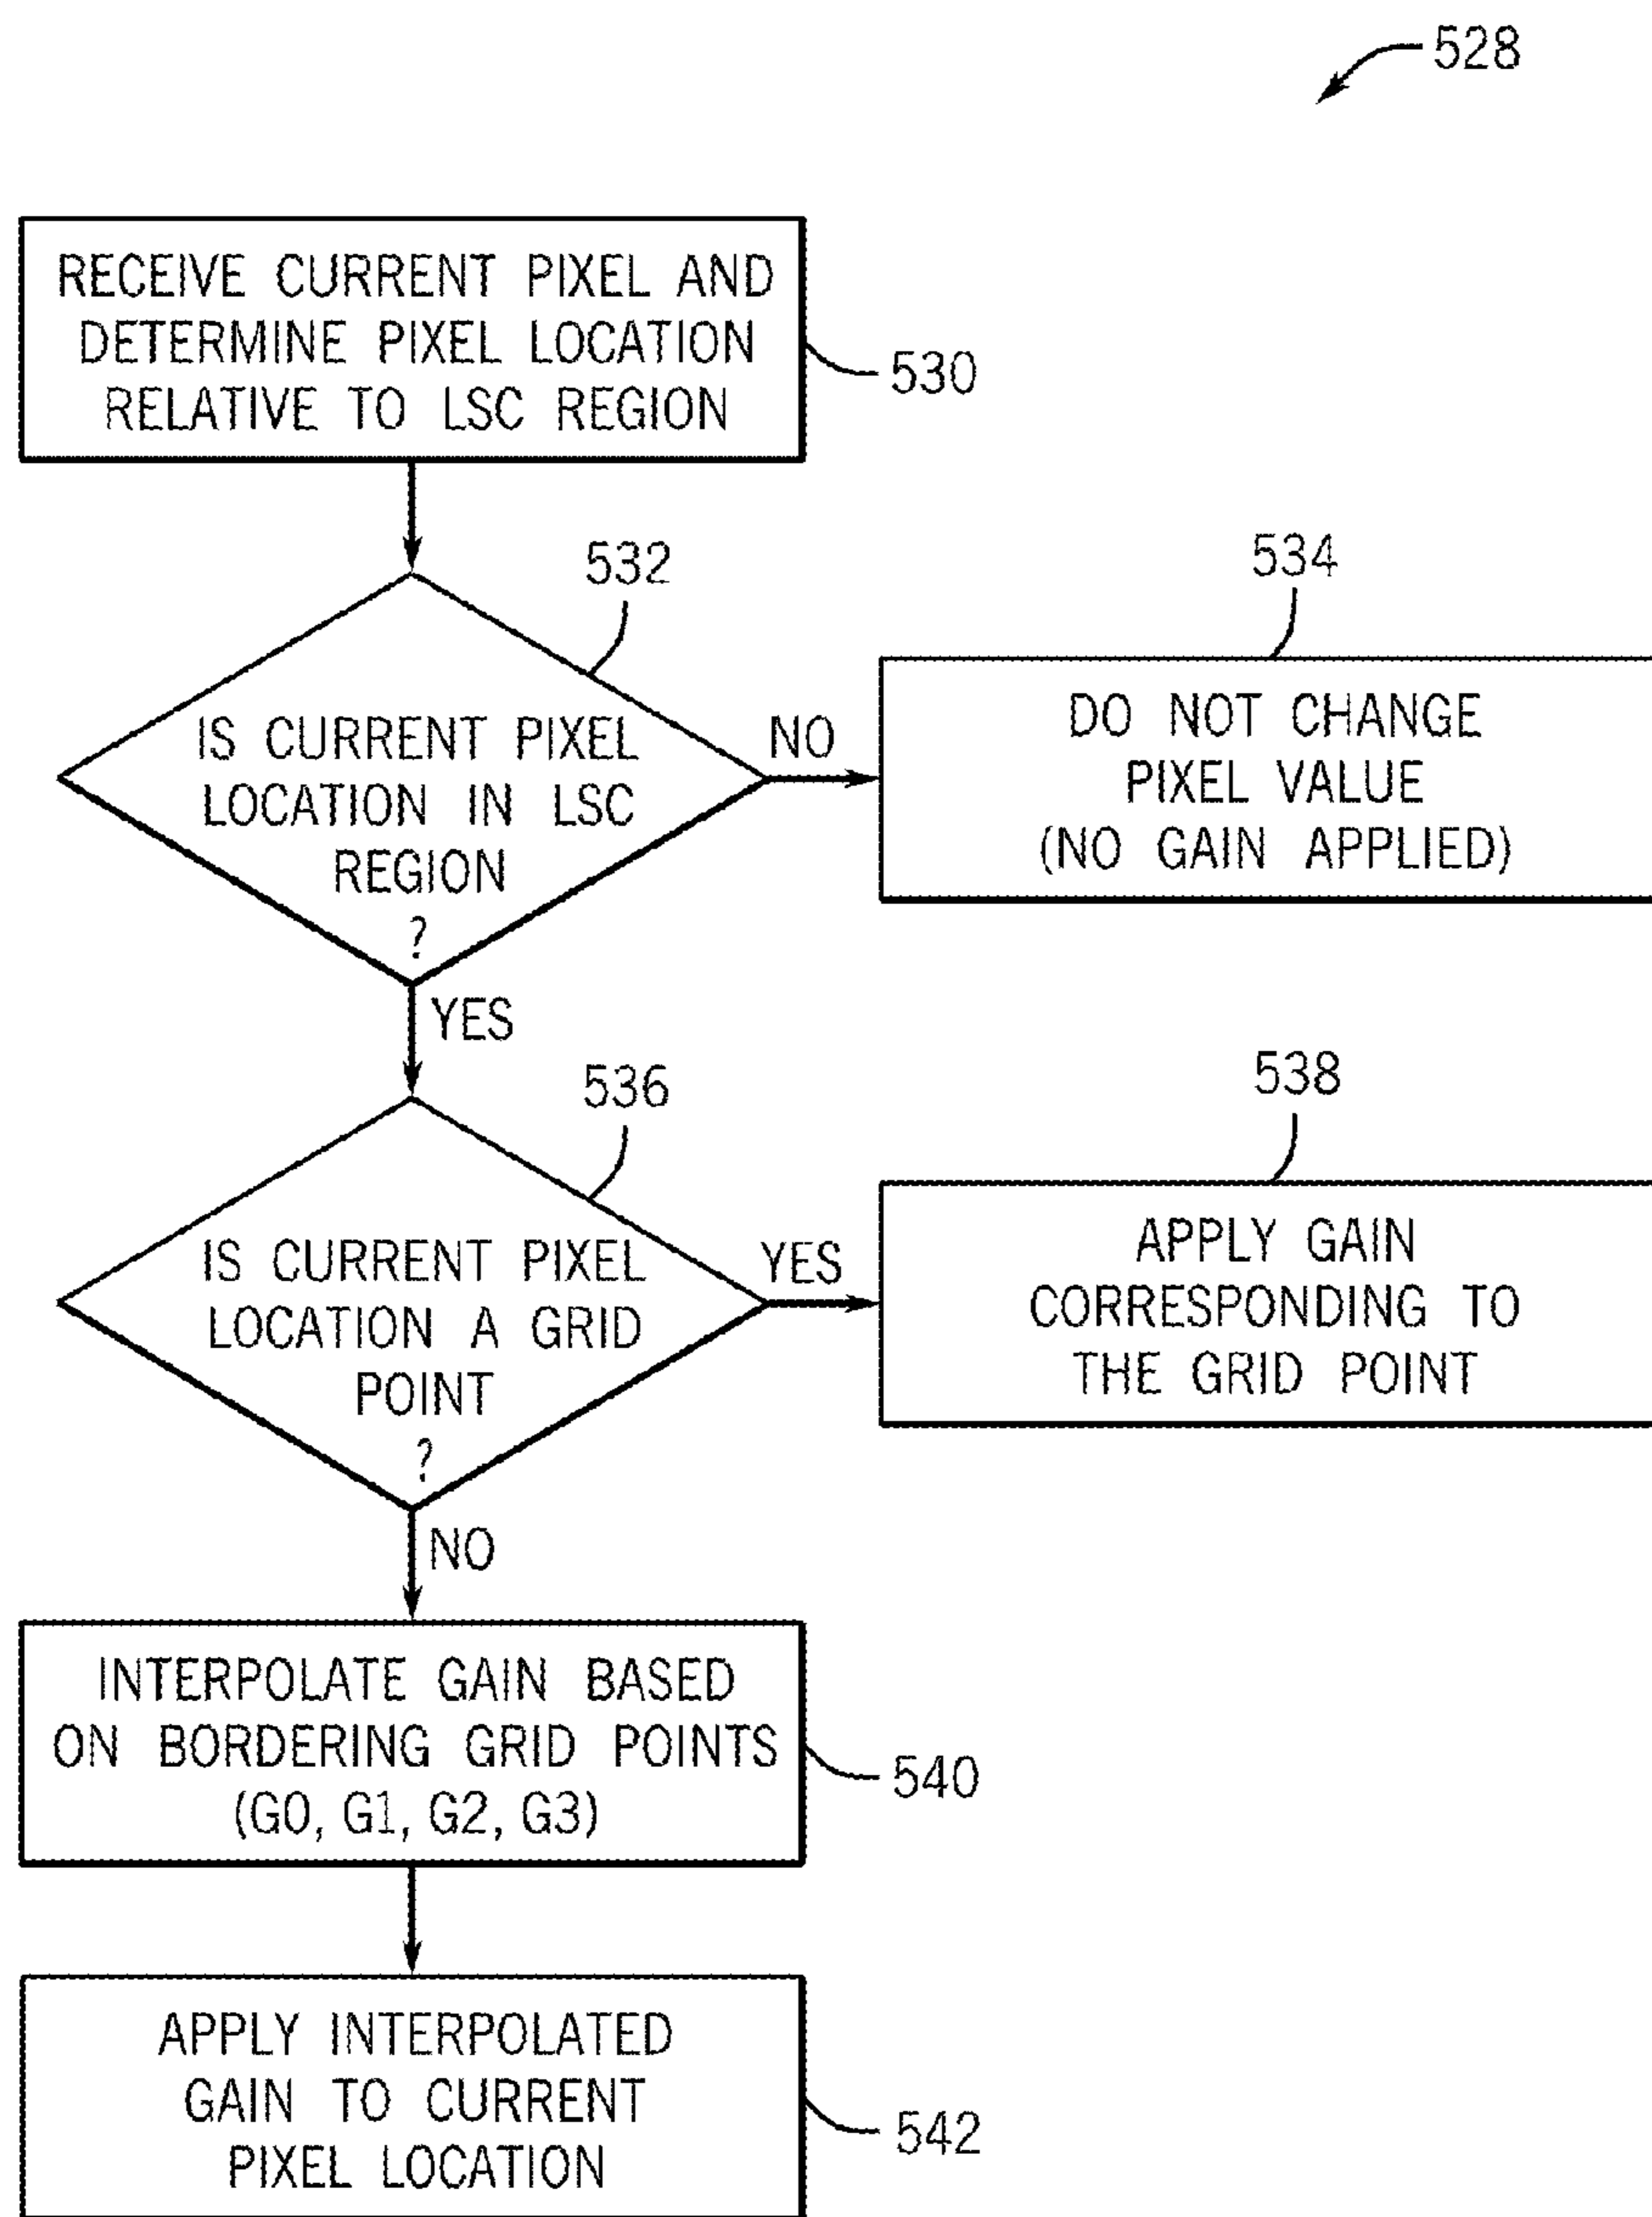 528
RECEIVE CURRENT PIXEL AND
DETERMINE PIXEL LOCATION
RELATIVE TO LSC REGION
530
532
IS CURRENT PIXEL
LOCATION IN LSC
REGION
?
NO
534
DO NOT CHANGE
PIXEL VALUE
(NO GAIN APPLIED)
YES
536
IS CURRENT PIXEL
LOCATION A GRID
POINT
?
YES
538
APPLY GAIN
CORRESPONDING TO
THE GRID POINT
NO
INTERPOLATE GAIN BASED
ON BORDERING GRID POINTS
(G0, G1, G2, G3)
540
APPLY INTERPOLATED
GAIN TO CURRENT
PIXEL LOCATION
542